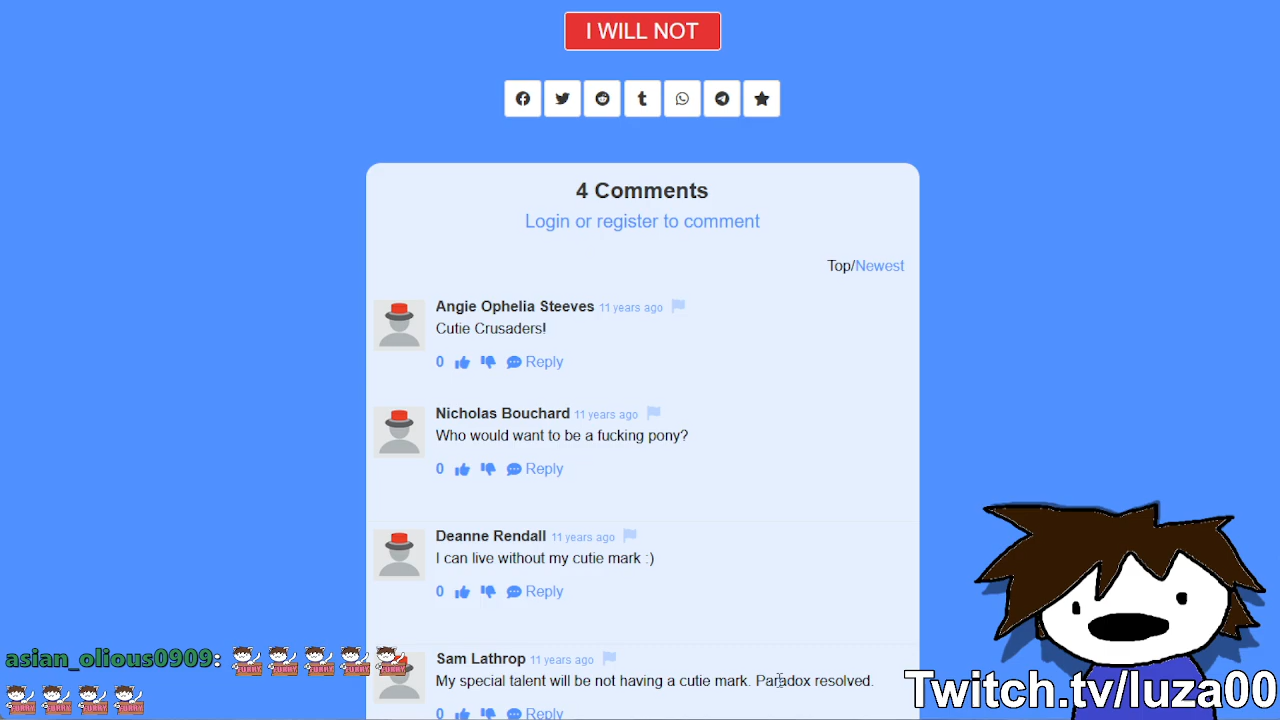 I WILL NOT
4 Comments
Login or register to comment
Top/Newest
Angie Ophelia Steeves 11 years ago
Cutie Crusaders!
0 Reply
Nicholas Bouchard 11 years ago
Who would want to be a fucking pony?
0 Reply
Deanne Rendall 11 years ago
I can live without my cutie mark :)
0 Reply
asian_olious0909:
Sam Lathrop 11 years ago
My special talent will be not having a cutie mark. Paradox resolved.
0 Reply
Twitch.tv/luza00